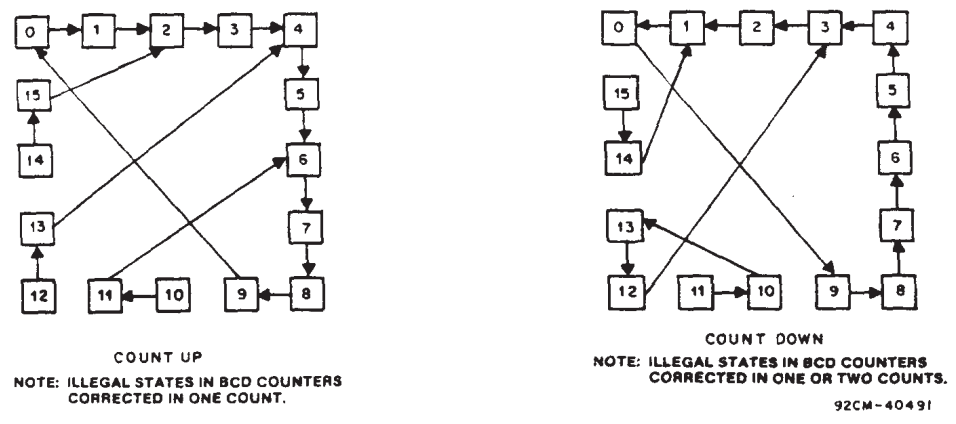 0 1 2 3 4
15 5
14 6
13 7
12 11 10 9 8
COUNT UP
NOTE: ILLEGAL STATES IN BCD COUNTERS
CORRECTED IN ONE COUNT.
0 1 2 3 4
15 5
14 6
13 7
12 11 10 9 8
COUNT DOWN
NOTE: ILLEGAL STATES IN BCD COUNTERS
CORRECTED IN ONE OR TWO COUNTS.
92CM-40491